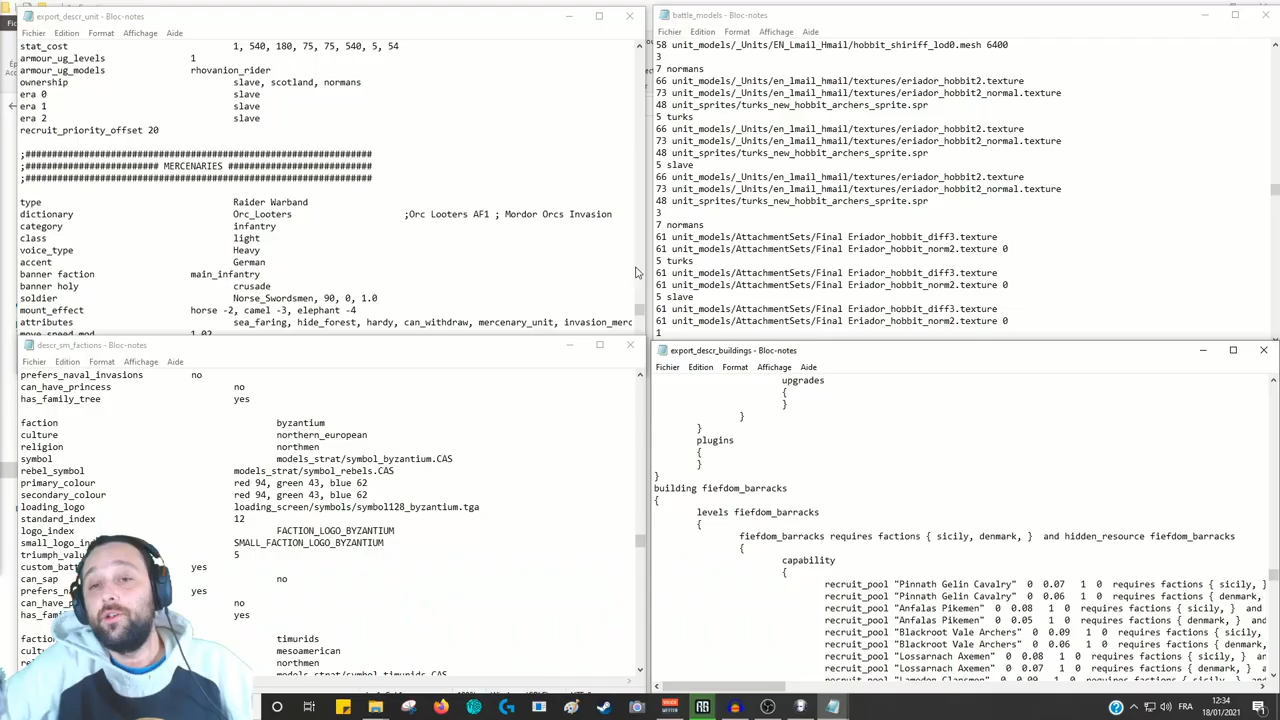 export_descr_unit - Bloc-notes
Fichier Edition Format Affichage Aide
stat_cost 1, 540, 180, 75, 75, 540, 5, 54
armour_ug_levels 1
armour_ug_models rhovanion_rider
ownership slave, scotland, normans
era 0 slave
era 1 slave
era 2 slave
recruit_priority_offset 20
;################################################################
;######################## MERCENARIES ###########################
;################################################################
type Raider Warband
dictionary Orc_Looters ;Orc Looters AF1 ; Mordor Orcs Invasion
category infantry
class light
voice_type Heavy
accent German
banner faction main_infantry
banner holy crusade
soldier Norse_Swordsmen, 90, 0, 1.0
mount_effect horse -2, camel -3, elephant -4
attributes sea_faring, hide_forest, hardy, can_withdraw, mercenary_unit, invasion_merc
move_speed_mod 1.02
battle_models - Bloc-notes
Fichier Edition Format Affichage Aide
58 unit_models/_Units/EN_Lmail_Hmail/hobbit_shiriff_lod0.mesh 6400
3
7 normans
66 unit_models/_Units/en_lmail_hmail/textures/eriador_hobbit2.texture
73 unit_models/_Units/en_lmail_hmail/textures/eriador_hobbit2_normal.texture
48 unit_sprites/turks_new_hobbit_archers_sprite.spr
5 turks
66 unit_models/_Units/en_lmail_hmail/textures/eriador_hobbit2.texture
73 unit_models/_Units/en_lmail_hmail/textures/eriador_hobbit2_normal.texture
48 unit_sprites/turks_new_hobbit_archers_sprite.spr
5 slave
66 unit_models/_Units/en_lmail_hmail/textures/eriador_hobbit2.texture
73 unit_models/_Units/en_lmail_hmail/textures/eriador_hobbit2_normal.texture
48 unit_sprites/turks_new_hobbit_archers_sprite.spr
3
7 normans
61 unit_models/AttachmentSets/Final Eriador_hobbit_diff3.texture
61 unit_models/AttachmentSets/Final Eriador_hobbit_norm2.texture 0
5 turks
61 unit_models/AttachmentSets/Final Eriador_hobbit_diff3.texture
61 unit_models/AttachmentSets/Final Eriador_hobbit_norm2.texture 0
5 slave
61 unit_models/AttachmentSets/Final Eriador_hobbit_diff3.texture
61 unit_models/AttachmentSets/Final Eriador_hobbit_norm2.texture 0
1
descr_sm_factions - Bloc-notes
Fichier Edition Format Affichage Aide
prefers_naval_invasions no
can_have_princess no
has_family_tree yes
faction byzantium
culture northern_european
religion northmen
symbol models_strat/symbol_byzantium.CAS
rebel_symbol models_strat/symbol_rebels.CAS
primary_colour red 94, green 43, blue 62
secondary_colour red 94, green 43, blue 62
loading_logo loading_screen/symbols/symbol128_byzantium.tga
standard_index 12
logo_index FACTION_LOGO_BYZANTIUM
small_logo_in SMALL_FACTION_LOGO_BYZANTIUM
triumph_valu 5
custom_batt yes
can_sap no
prefers_n yes
can_have_p no
has_fam yes
factio timurids
cultu mesoamerican
rel northmen
models_strat/symbol_timurids.CAS
export_descr_buildings - Bloc-notes
Fichier Edition Format Affichage Aide
upgrades
{
}
}
}
plugins
{
}
}
building fiefdom_barracks
{
levels fiefdom_barracks
{
fiefdom_barracks requires factions { sicily, denmark, } and hidden_resource fiefdom_barracks
{
capability
{
recruit_pool "Pinnath Gelin Cavalry" 0 0.07 1 0 requires factions { sicily, }
recruit_pool "Pinnath Gelin Cavalry" 0 0.06 1 0 requires factions { denmark,
recruit_pool "Anfalas Pikemen" 0 0.08 1 0 requires factions { sicily, } and
recruit_pool "Anfalas Pikemen" 0 0.05 1 0 requires factions { denmark, }
recruit_pool "Blackroot Vale Archers" 0 0.09 1 0 requires factions { sicily,
recruit_pool "Blackroot Vale Archers" 0 0.06 1 0 requires factions { denmark,
recruit_pool "Lossarnach Axemen" 0 0.08 1 0 requires factions { sicily, } and
recruit_pool "Lossarnach Axemen" 0 0.07 1 0 requires factions { denmark, }
FRA
12:34
18/01/2021